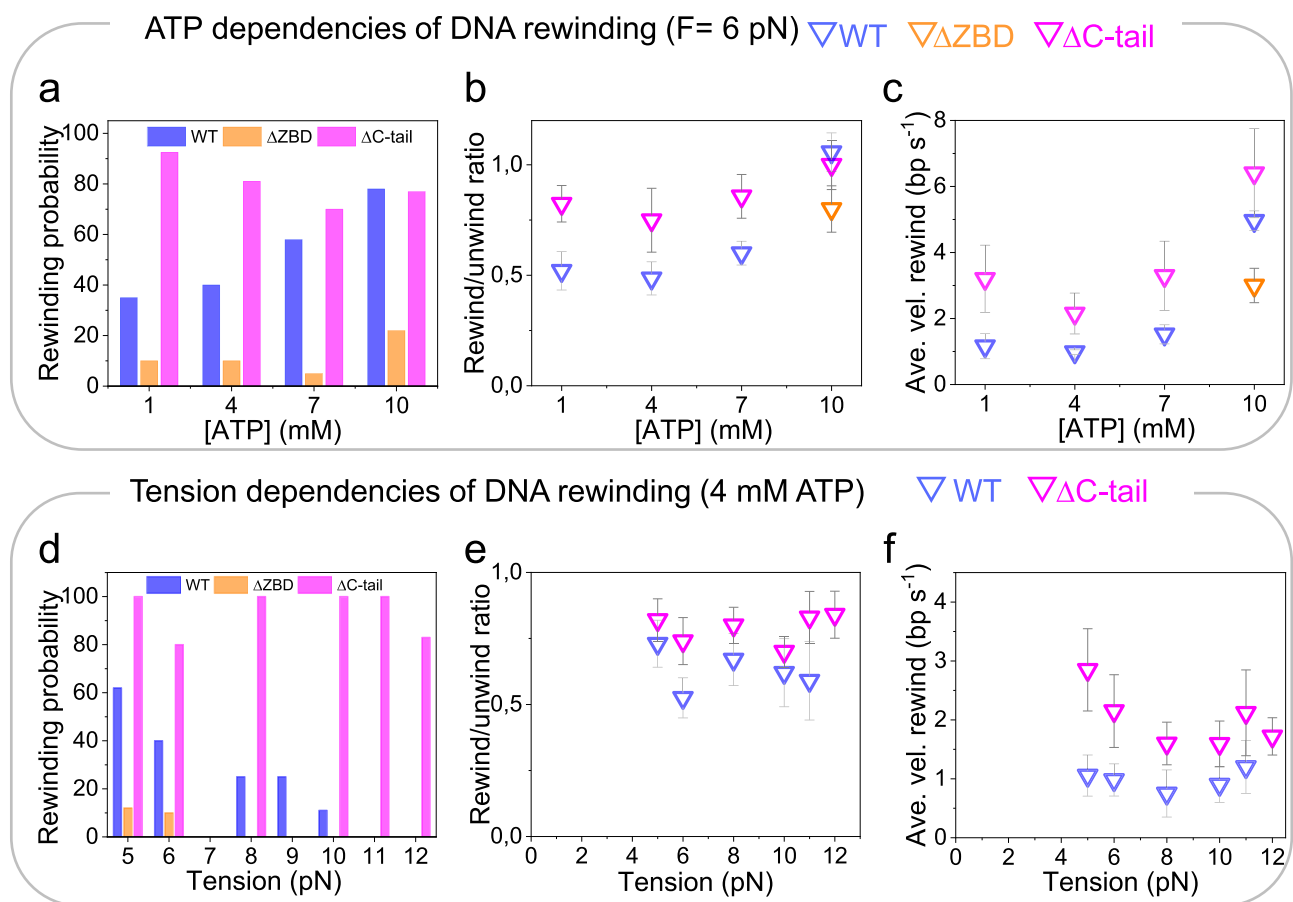 ATP dependencies of DNA rewinding (F= 6 pN) WT ΔZBD ΔC-tail
a
WT ΔZBD ΔC-tail
Rewinding probability
100
80
60
40
20
0
1 4 7 10
[ATP] (mM)
b
Rewind/unwind ratio
1,0
0,5
0,0
1 4 7 10
[ATP] (mM)
c
Ave. vel. rewind (bp s⁻¹)
8
6
4
2
0
1 4 7 10
[ATP] (mM)
Tension dependencies of DNA rewinding (4 mM ATP) WT ΔC-tail
d
WT ΔZBD ΔC-tail
Rewinding probability
100
80
60
40
20
0
5 6 7 8 9 10 11 12
Tension (pN)
e
Rewind/unwind ratio
1,0
0,5
0,0
0 2 4 6 8 10 12
Tension (pN)
f
Ave. vel. rewind (bp s⁻¹)
4
3
2
1
0
0 2 4 6 8 10 12
Tension (pN)